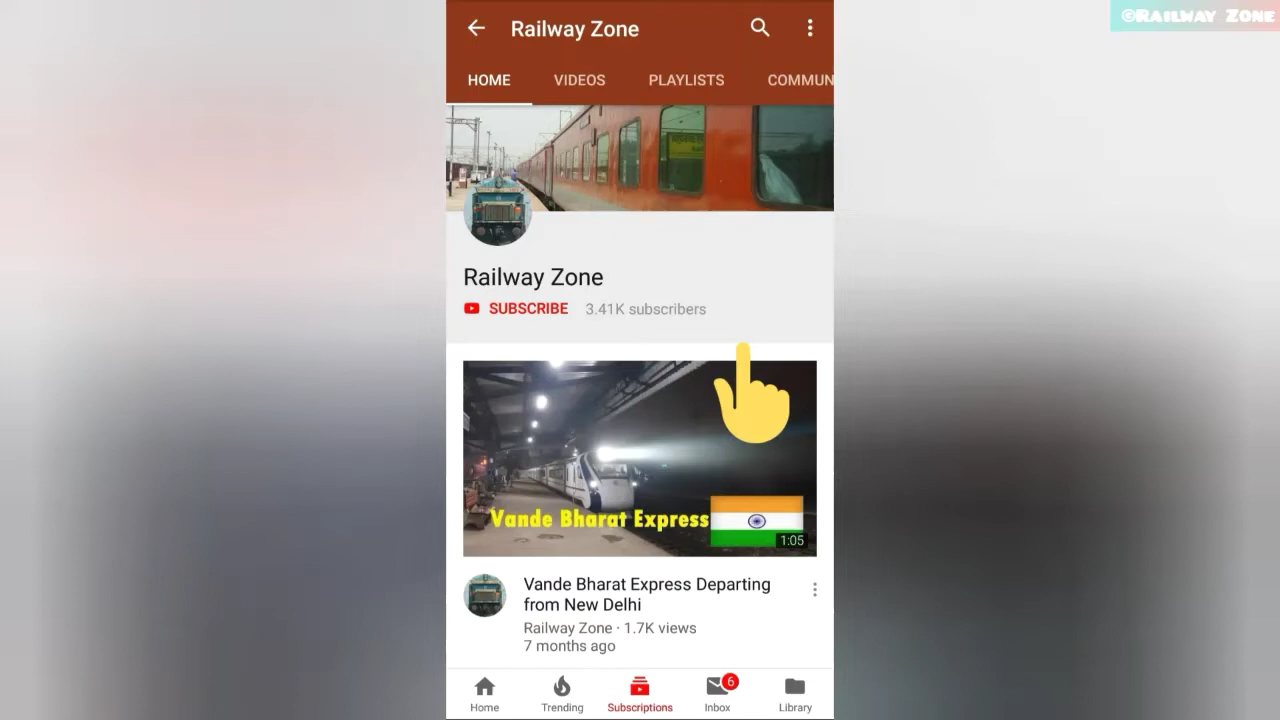 ©Railway Zone
Railway Zone
HOME VIDEOS PLAYLISTS COMMUN
Railway Zone
SUBSCRIBE 3.41K subscribers
Vande Bharat Express
1:05
Vande Bharat Express Departing
from New Delhi
Railway Zone · 1.7K views
7 months ago
6
Home Trending Subscriptions Inbox Library